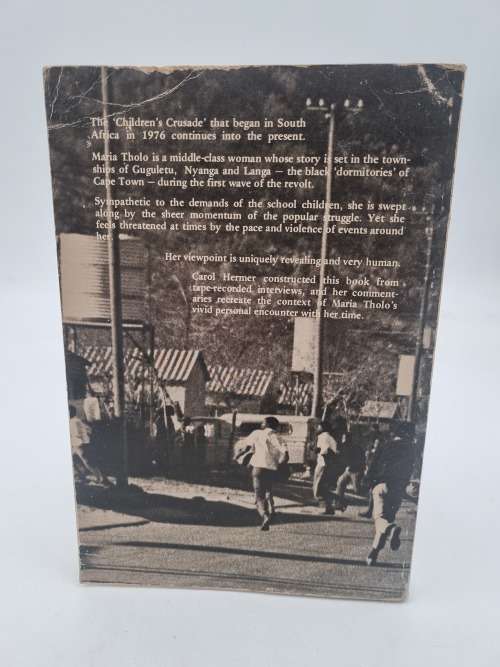 The 'Children's Crusade' that began in South
Africa in 1976 continues into the present.
Maria Tholo is a middle-class woman whose story is set in the town-
ships of Guguletu, Nyanga and Langa — the black 'dormitories' of
Cape Town — during the first wave of the revolt.
Sympathetic to the demands of the school children, she is swept
along by the sheer momentum of the popular struggle. Yet she
feels threatened at times by the pace and violence of events around
her.
Her viewpoint is uniquely revealing and very human.
Carol Hermer constructed this book from
tape-recorded interviews, and her comment-
aries recreate the context of Maria Tholo's
vivid personal encounter with her time.